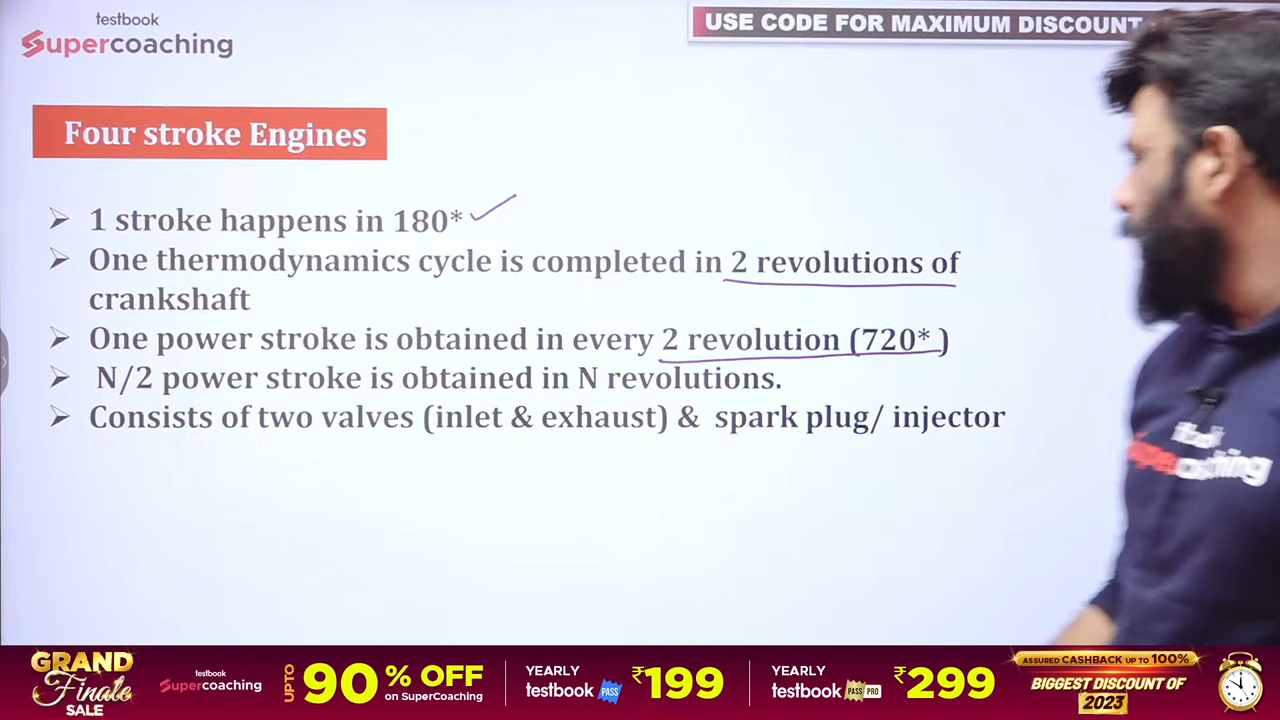 testbook
Supercoaching
USE CODE FOR MAXIMUM DISCOUNT
Four stroke Engines
➢ 1 stroke happens in 180*
➢ One thermodynamics cycle is completed in 2 revolutions of
crankshaft
➢ One power stroke is obtained in every 2 revolution (720* )
➢ N/2 power stroke is obtained in N revolutions.
➢ Consists of two valves (inlet & exhaust) & spark plug/ injector
GRAND
Finale
SALE
testbook
Supercoaching
UPTO 90% OFF
on SuperCoaching
YEARLY
testbook PASS
₹199
YEARLY
testbook PASS PRO
₹299
ASSURED CASHBACK UP TO 100%
BIGGEST DISCOUNT OF
2023